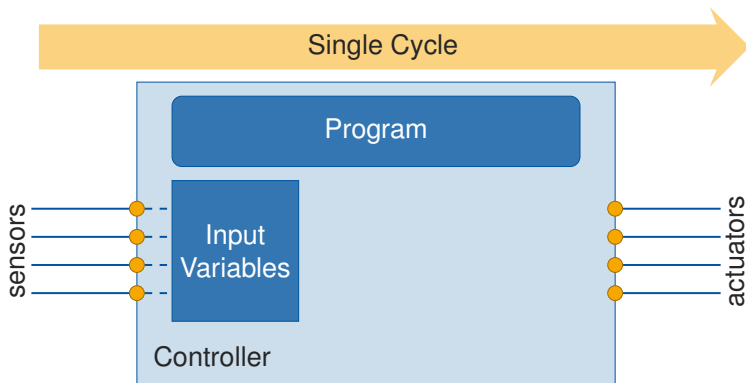 Single Cycle
Program
sensors
Input
Variables
actuators
Controller